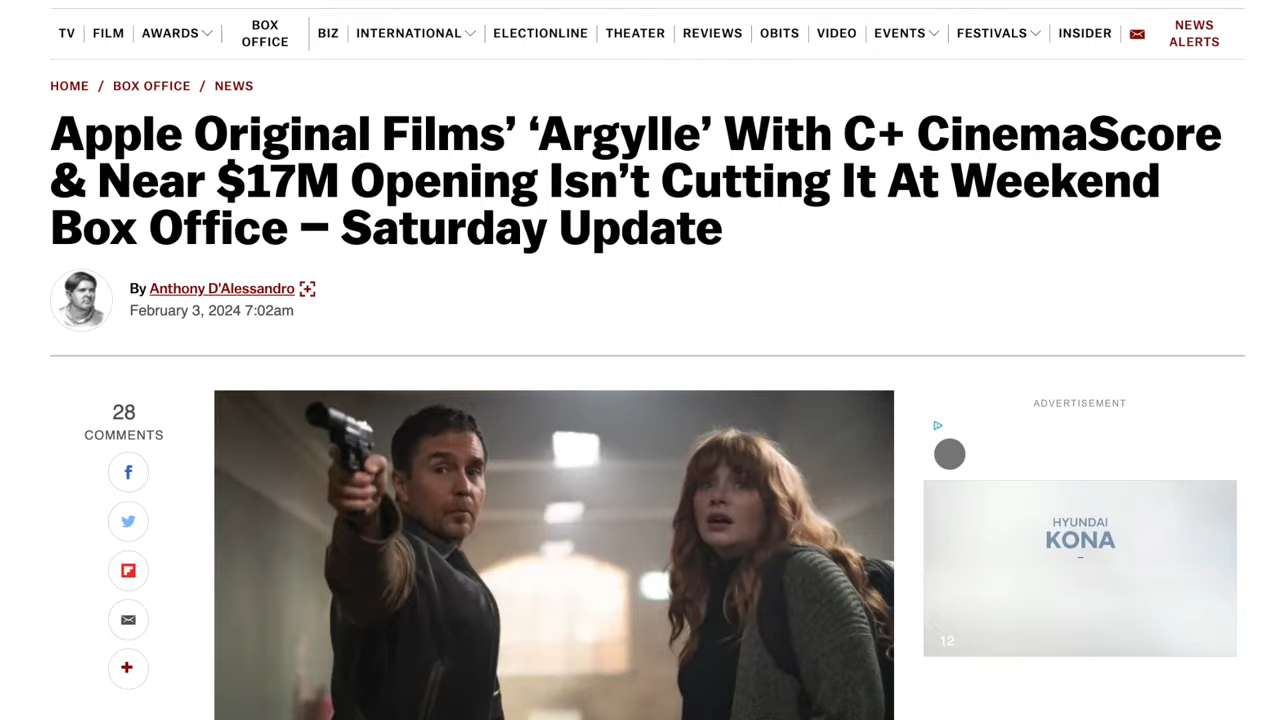 TV
FILM
AWARDS
BOX
OFFICE
BIZ
INTERNATIONAL
ELECTIONLINE
THEATER
REVIEWS
OBITS
VIDEO
EVENTS
FESTIVALS
INSIDER
NEWS
ALERTS
HOME / BOX OFFICE / NEWS
Apple Original Films’ ‘Argylle’ With C+ CinemaScore
& Near $17M Opening Isn’t Cutting It At Weekend
Box Office – Saturday Update
By Anthony D'Alessandro
February 3, 2024 7:02am
28
COMMENTS
ADVERTISEMENT
HYUNDAI
KONA
12